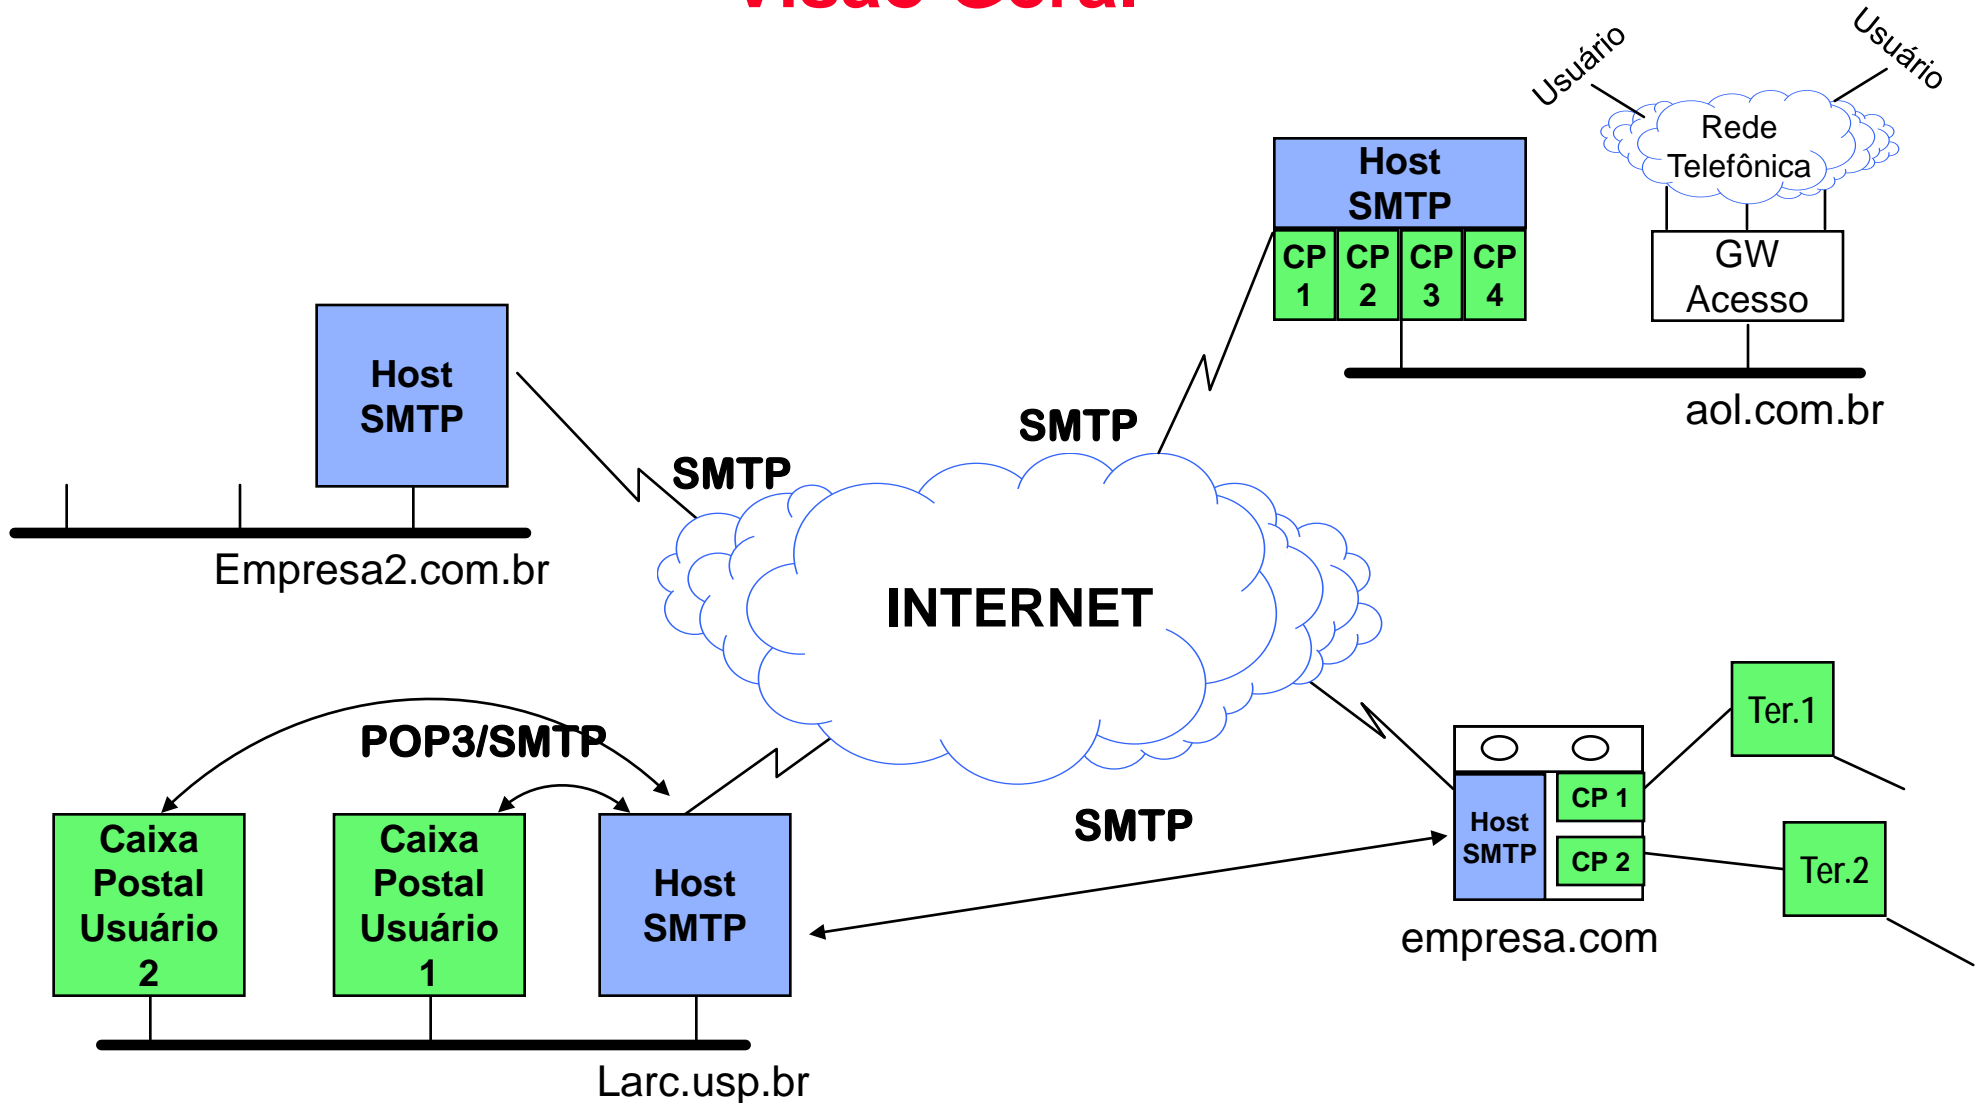 Visão Geral
Usuário
Usuário
Rede
Telefônica
Host
SMTP
CP
1
CP
2
CP
3
CP
4
GW
Acesso
aol.com.br
Host
SMTP
SMTP
SMTP
Empresa2.com.br
INTERNET
Ter.1
POP3/SMTP
CP 1
Host
SMTP
CP 2
SMTP
Ter.2
Caixa
Postal
Usuário
2
Caixa
Postal
Usuário
1
Host
SMTP
empresa.com
Larc.usp.br